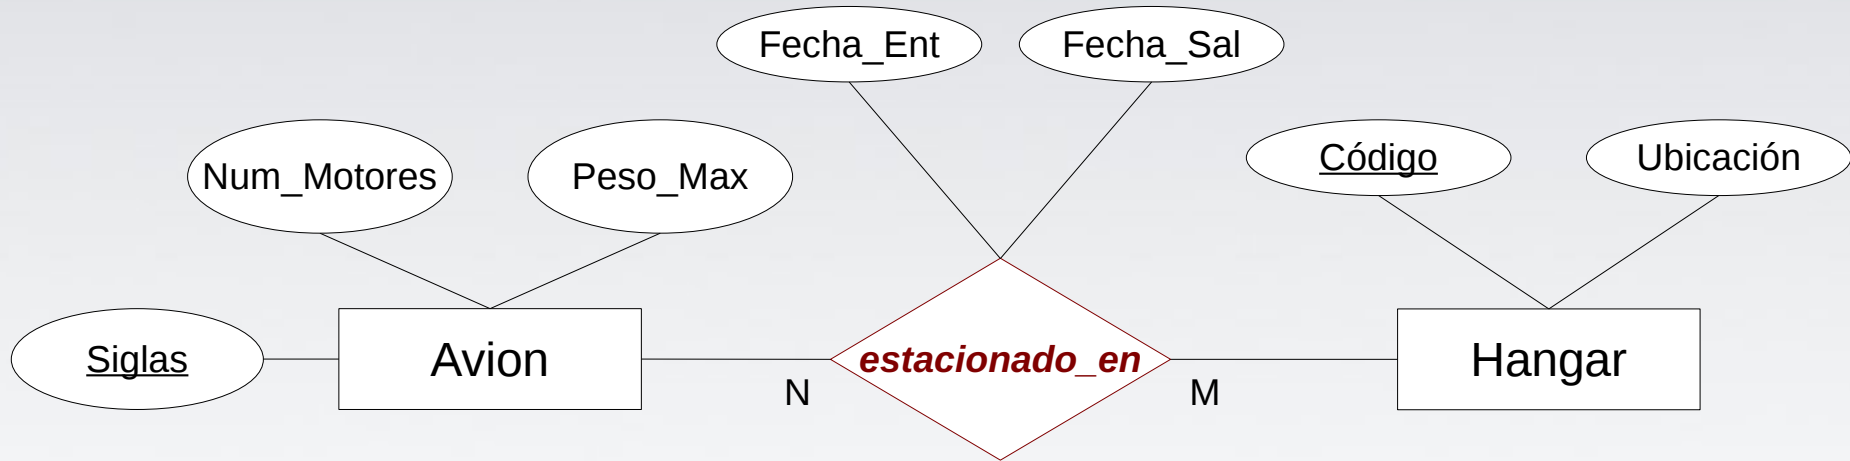 Fecha_Ent
Fecha_Sal
Num_Motores
Peso_Max
Código
Ubicación
Siglas
Avion
estacionado_en
Hangar
N
M